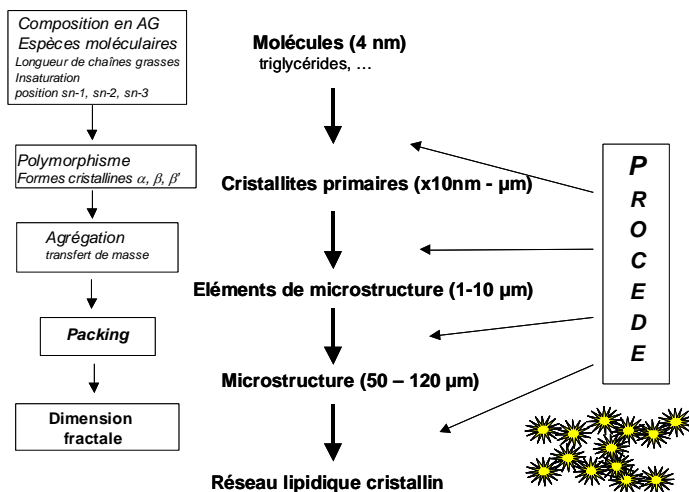 Composition en AG
Espèces moléculaires
Longueur de chaînes grasses
Insaturation
position sn-1, sn-2, sn-3
Polymorphisme
Formes cristallines α, β, β'
Agrégation
transfert de masse
Packing
Dimension
fractale
Molécules (4 nm)
triglycérides, ...
Cristallites primaires (x10nm - µm)
Eléments de microstructure (1-10 µm)
Microstructure (50 – 120 µm)
Réseau lipidique cristallin
P
R
O
C
E
D
E